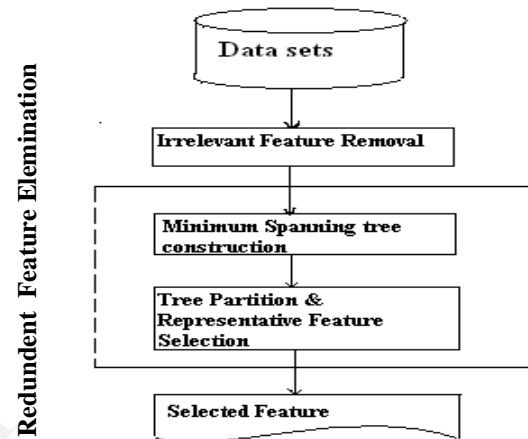 Redundent Feature Elemination
Data sets
Irrelevant Feature Removal
Minimum Spanning tree
construction
Tree Partition &
Representative Feature
Selection
Selected Feature